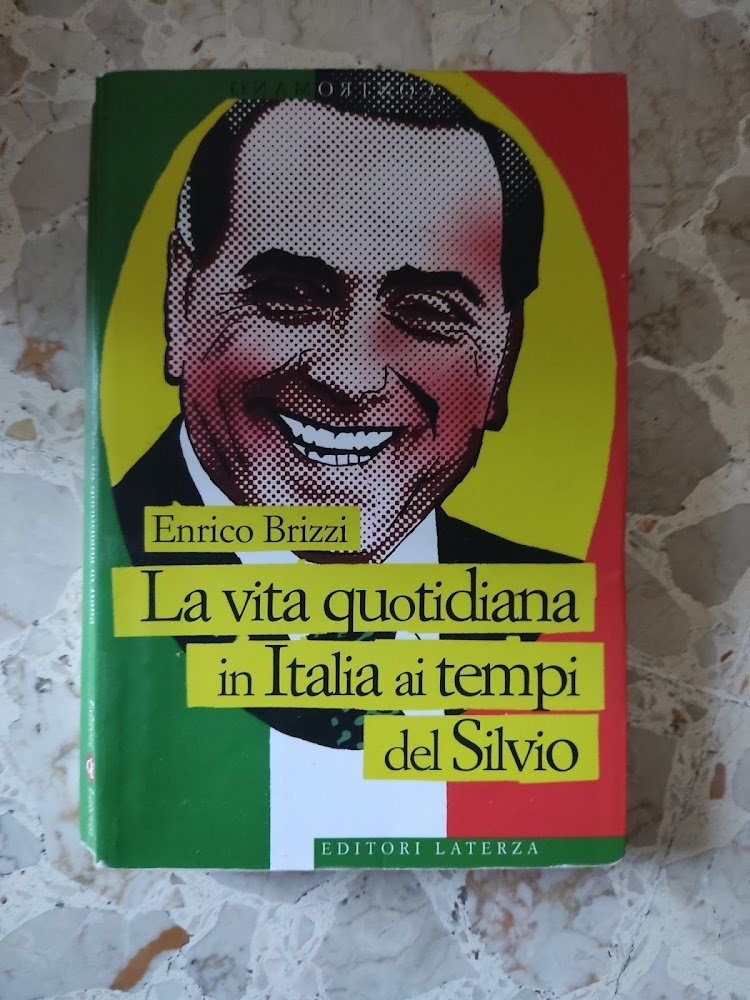 CONTROMANO
Enrico Brizzi
La vita quotidiana
in Italia ai tempi
del Silvio
EDITORI LATERZA